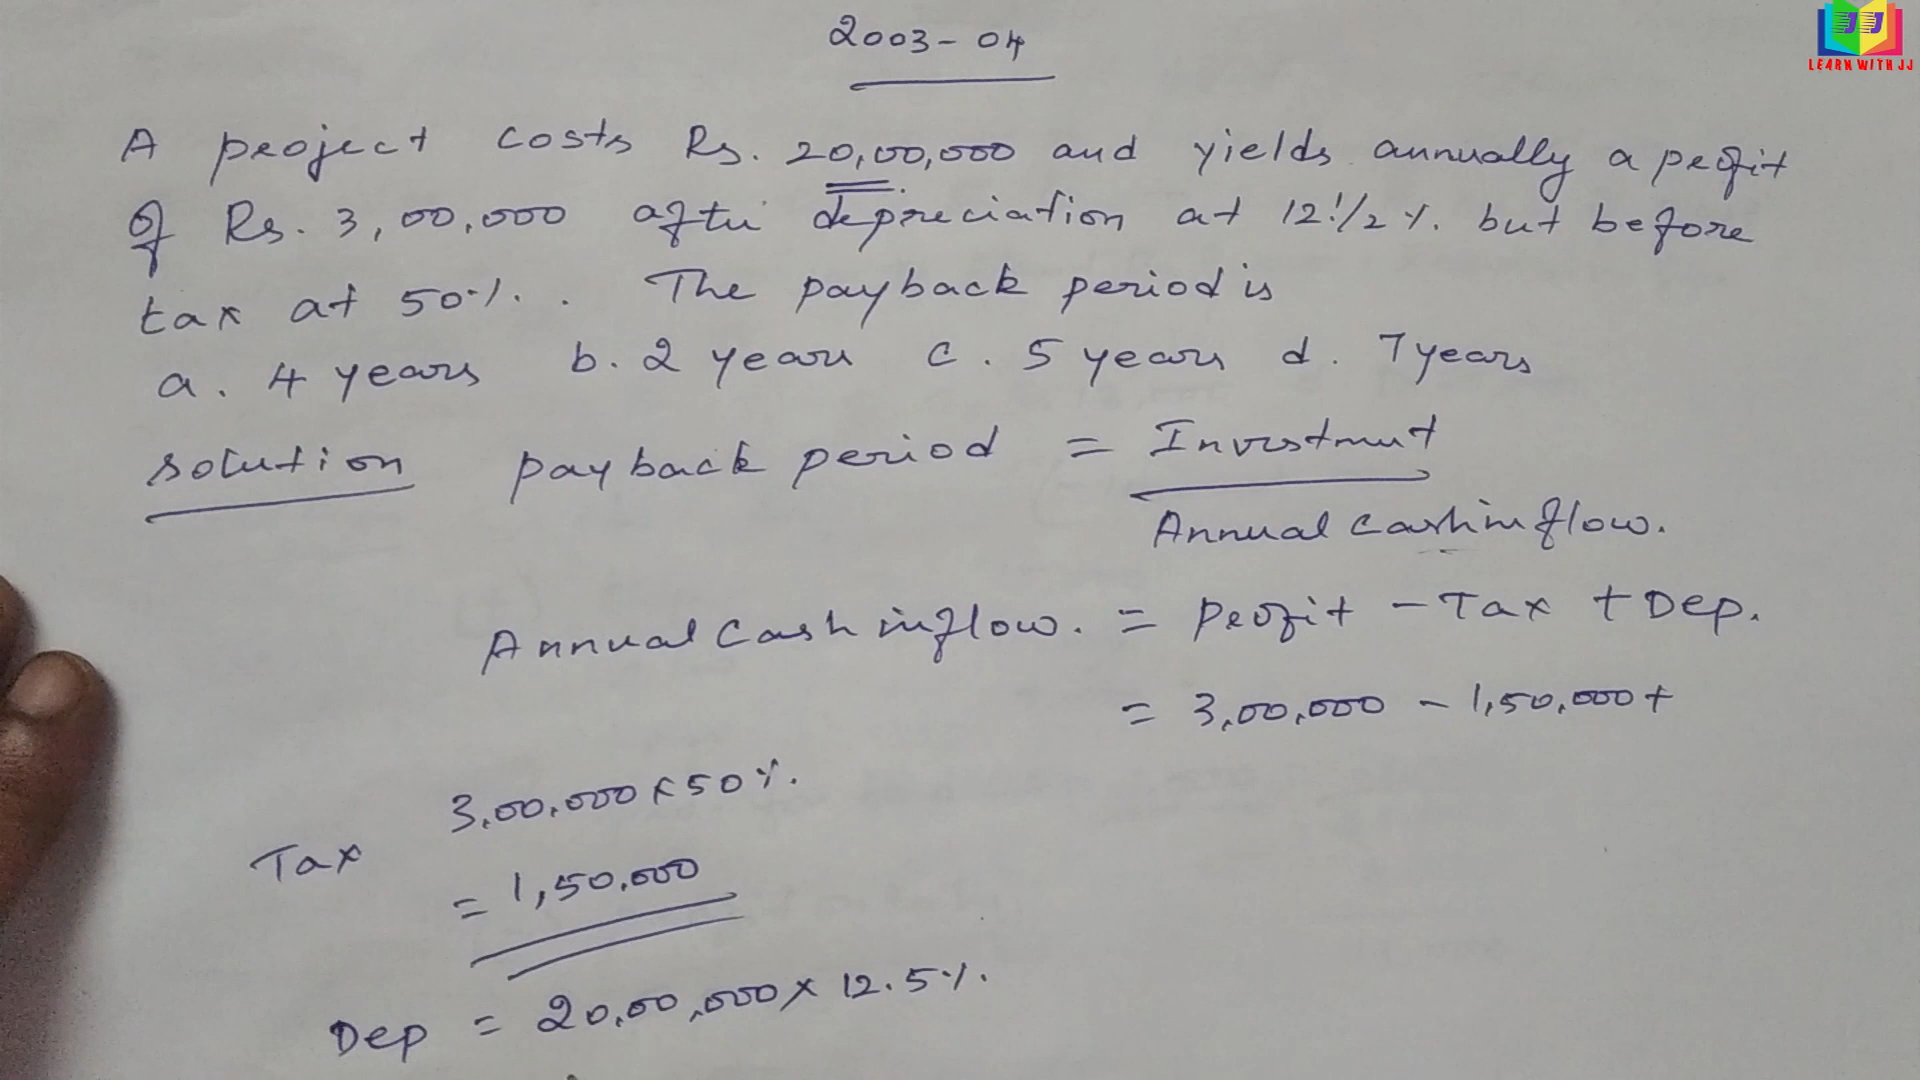 2003-04
JJ
LEARN WITH JJ
A project costs Rs. 20,00,000 and yields annually a profit
of Rs. 3,00,000 after depreciation at 12 1/2 %. but before
tax at 50%. . The payback period is
a. 4 years b. 2 years c. 5 years d. 7 years
solution payback period = Investment
Annual cash inflow.
Annual cash inflow. = Profit - Tax + Dep.
= 3,00,000 - 1,50,000 +
3,00,000 x 50 %.
Tax
= 1,50,000
Dep = 20,00,000 x 12.5 %.